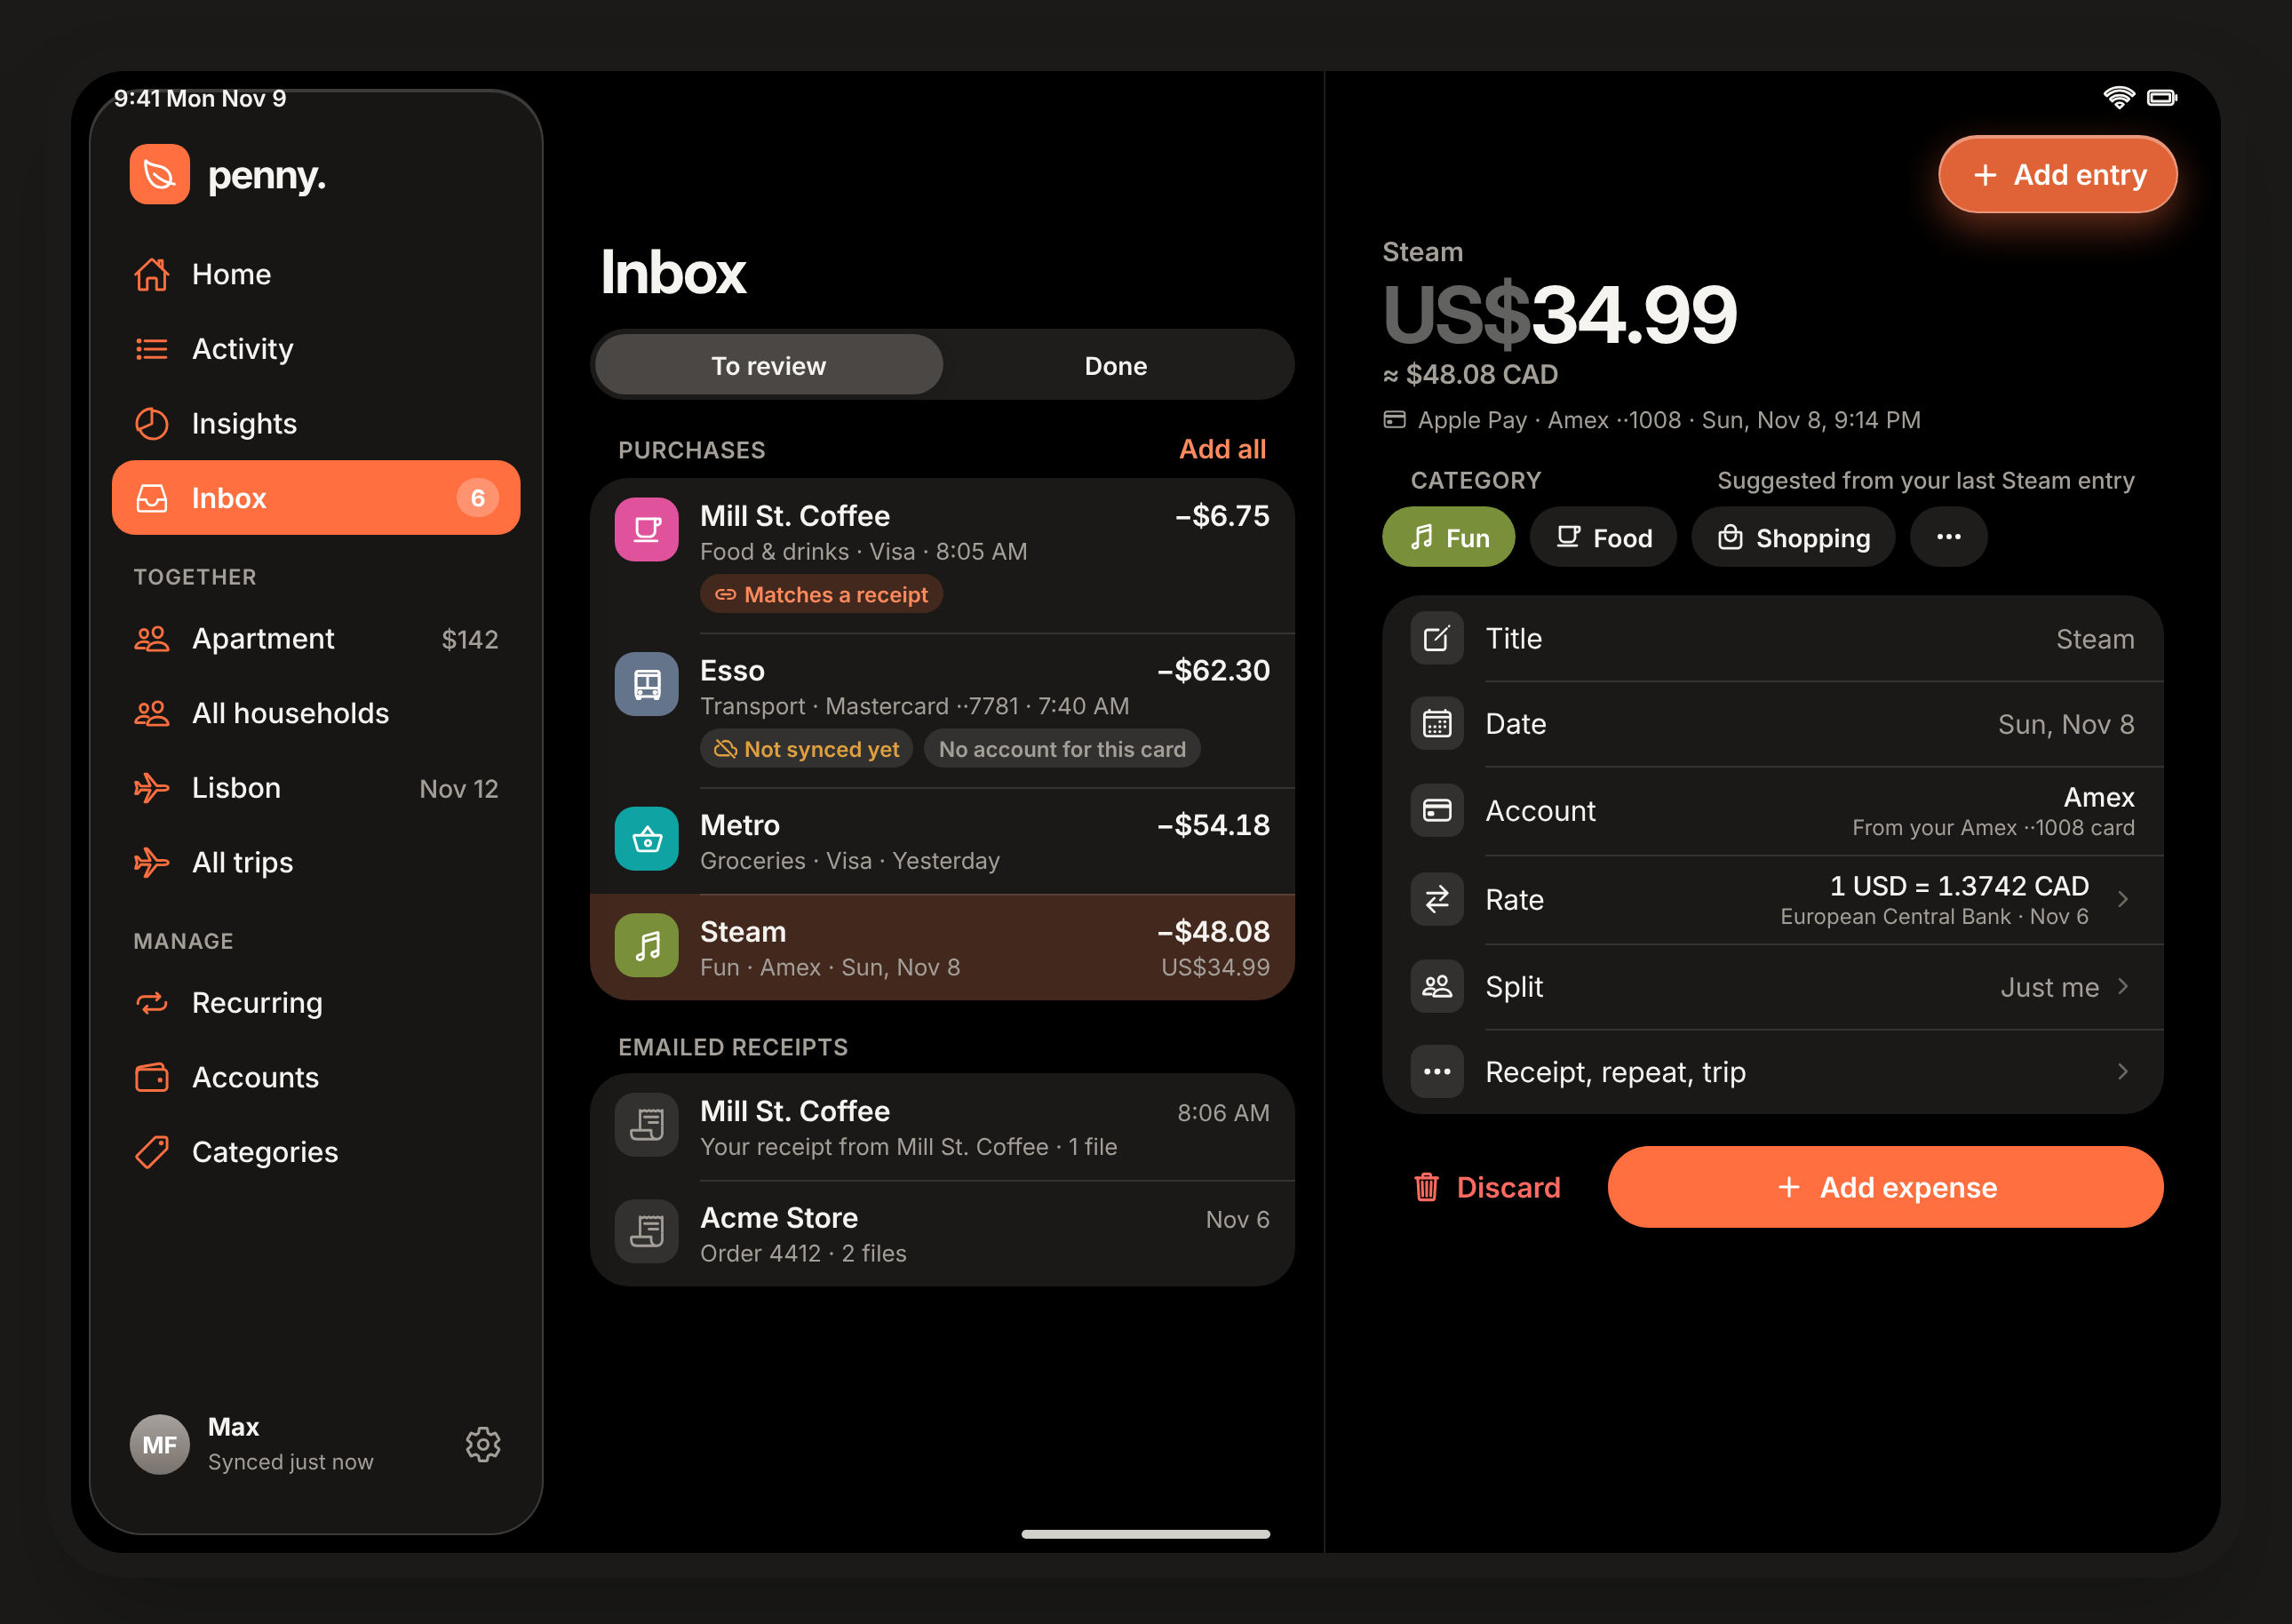 9:41 Mon Nov 9
penny.
Home
Activity
Insights
Inbox 6
TOGETHER
Apartment $142
All households
Lisbon Nov 12
All trips
MANAGE
Recurring
Accounts
Categories
MF
Max
Synced just now
Inbox
To review Done
PURCHASES Add all
Mill St. Coffee –$6.75
Food & drinks · Visa · 8:05 AM
Matches a receipt
Esso –$62.30
Transport · Mastercard ··7781 · 7:40 AM
Not synced yet No account for this card
Metro –$54.18
Groceries · Visa · Yesterday
Steam –$48.08
Fun · Amex · Sun, Nov 8 US$34.99
EMAILED RECEIPTS
Mill St. Coffee 8:06 AM
Your receipt from Mill St. Coffee · 1 file
Acme Store Nov 6
Order 4412 · 2 files
+ Add entry
Steam
US$34.99
≈ $48.08 CAD
Apple Pay · Amex ··1008 · Sun, Nov 8, 9:14 PM
CATEGORY Suggested from your last Steam entry
Fun Food Shopping ···
Title Steam
Date Sun, Nov 8
Account Amex
From your Amex ··1008 card
Rate 1 USD = 1.3742 CAD
European Central Bank · Nov 6
Split Just me
Receipt, repeat, trip
Discard + Add expense